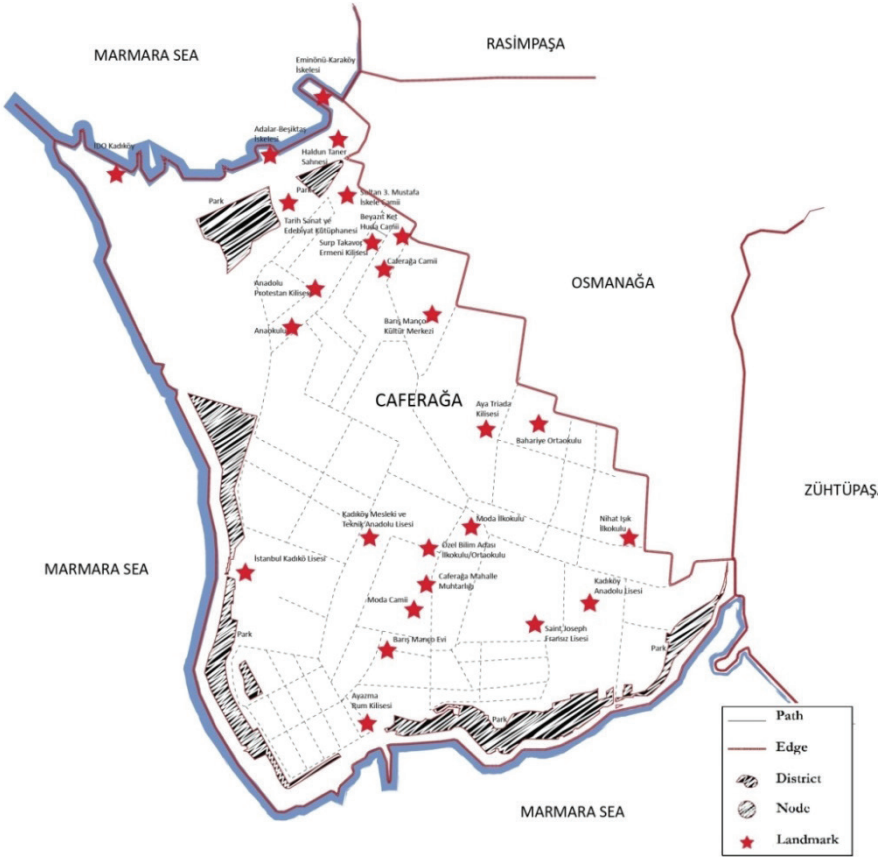 RASİMPAŞA
MARMARA SEA
Eminönü-Karaköy
İskelesi
Adalar-Beşiktaş
İskelesi
İDO Kadıköy
Haldun Taner
Sahnesi
Park
Park
Sultan 3. Mustafa
İskele Camii
Tarih Sanat ve
Edebiyat Kütüphanesi
Beyazıt Ket
Huda Camii
Surp Takavor
Ermeni Kilisesi
Caferağa Camii
OSMANAĞA
Anadolu
Protestan Kilisesi
Anaokulu
Barış Manço
Kültür Merkezi
CAFERAĞA
Aya Triada
Kilisesi
Bahariye Ortaokulu
ZÜHTÜPAŞA
Kadıköy Mesleki ve
Teknik Anadolu Lisesi
Moda İlkokulu
Nihat Işık
İlkokulu
Özel Bilim Adası
İlkokulu/Ortaokulu
İstanbul Kadıkö Lisesi
MARMARA SEA
Caferağa Mahalle
Muhtarlığı
Kadıköy
Anadolu Lisesi
Moda Camii
Saint Joseph
Fransız Lisesi
Park
Barış Manço Evi
Park
Ayazma
Rum Kilisesi
Park
MARMARA SEA
Path
Edge
District
Node
Landmark